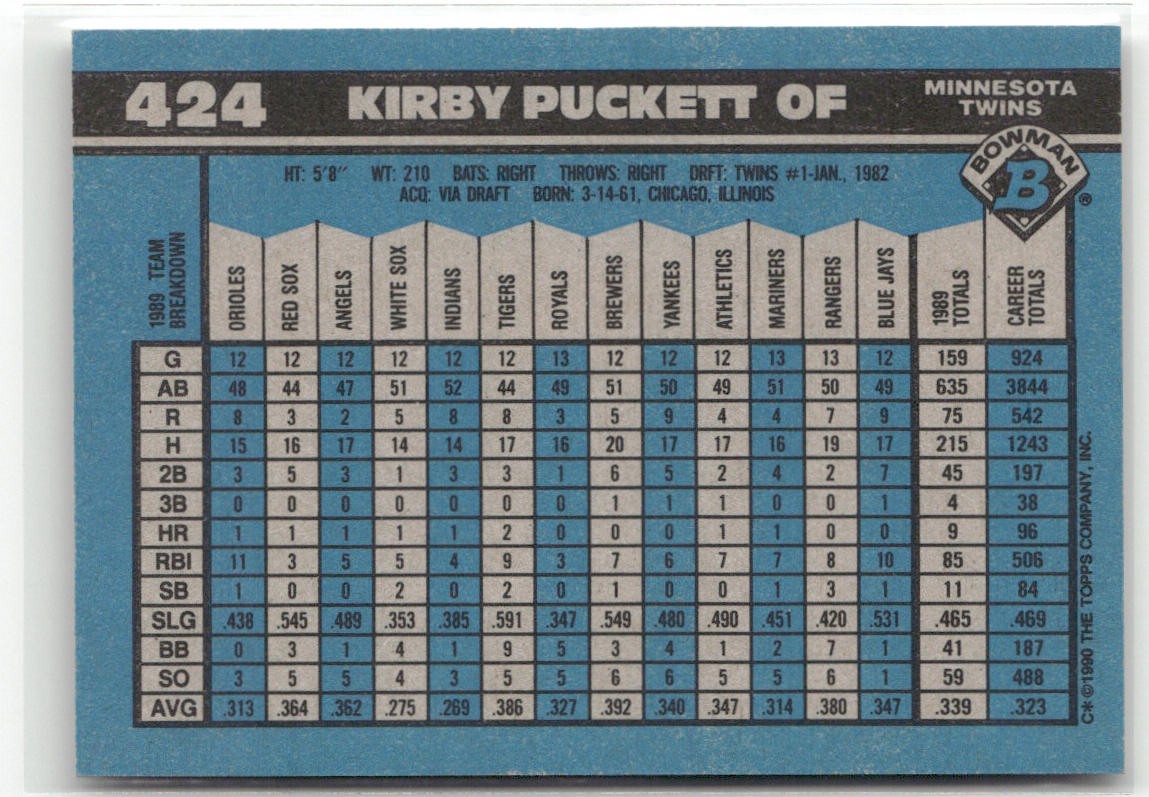 424 KIRBY PUCKETT OF MINNESOTA TWINS
BOWMAN
B
®
HT: 5'8" WT: 210 BATS: RIGHT THROWS: RIGHT DRFT: TWINS #1-JAN., 1982
ACQ: VIA DRAFT BORN: 3-14-61, CHICAGO, ILLINOIS
1989 TEAM BREAKDOWN ORIOLES RED SOX ANGELS WHITE SOX INDIANS TIGERS ROYALS BREWERS YANKEES ATHLETICS MARINERS RANGERS BLUE JAYS 1989 TOTALS CAREER TOTALS
G 12 12 12 12 12 12 13 12 12 12 13 13 12 159 924
AB 48 44 47 51 52 44 49 51 50 49 51 50 49 635 3844
R 8 3 2 5 8 8 3 5 9 4 4 7 9 75 542
H 15 16 17 14 14 17 16 20 17 17 16 19 17 215 1243
2B 3 5 3 1 3 3 1 6 5 2 4 2 7 45 197
3B 0 0 0 0 0 0 0 1 1 1 0 0 1 4 38
HR 1 1 1 1 1 2 0 0 0 1 1 0 0 9 96
RBI 11 3 5 5 4 9 3 7 6 7 7 8 10 85 506
SB 1 0 0 2 0 2 0 1 0 0 1 3 1 11 84
SLG .438 .545 .489 .353 .385 .591 .347 .549 .480 .490 .451 .420 .531 .465 .469
BB 0 3 1 4 1 9 5 3 4 1 2 7 1 41 187
SO 3 5 5 4 3 5 5 6 6 5 5 6 1 59 488
AVG .313 .364 .362 .275 .269 .386 .327 .392 .340 .347 .314 .380 .347 .339 .323
C*©1990 THE TOPPS COMPANY, INC.